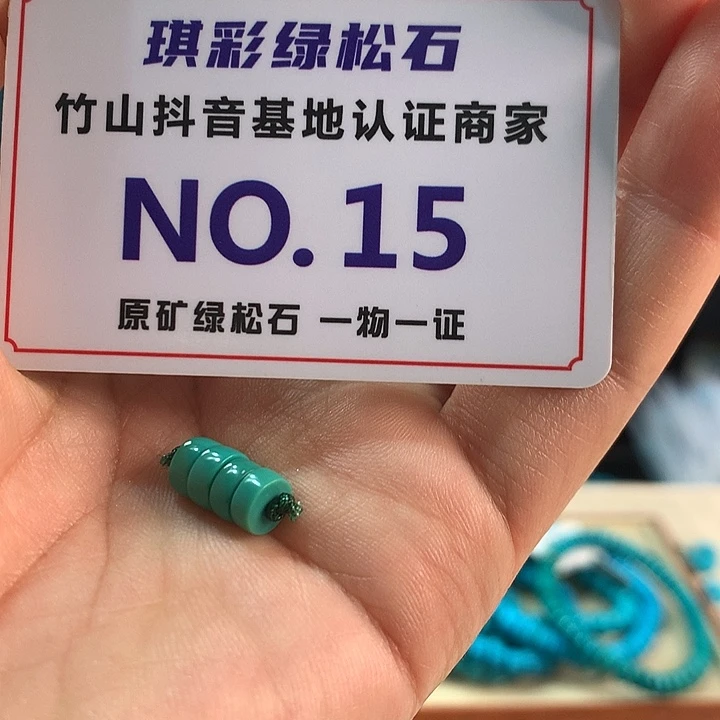 琪彩绿松石
竹山抖音基地认证商家
NO.15
原矿绿松石 一物一证